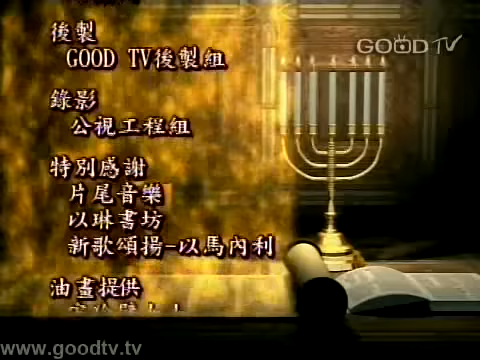 後製
GOOD TV後製組
GOOD TV
錄影
公視工程組
特別感謝
片尾音樂
以琳書坊
新歌頌揚-以馬內利
油畫提供
www.goodtv.tv